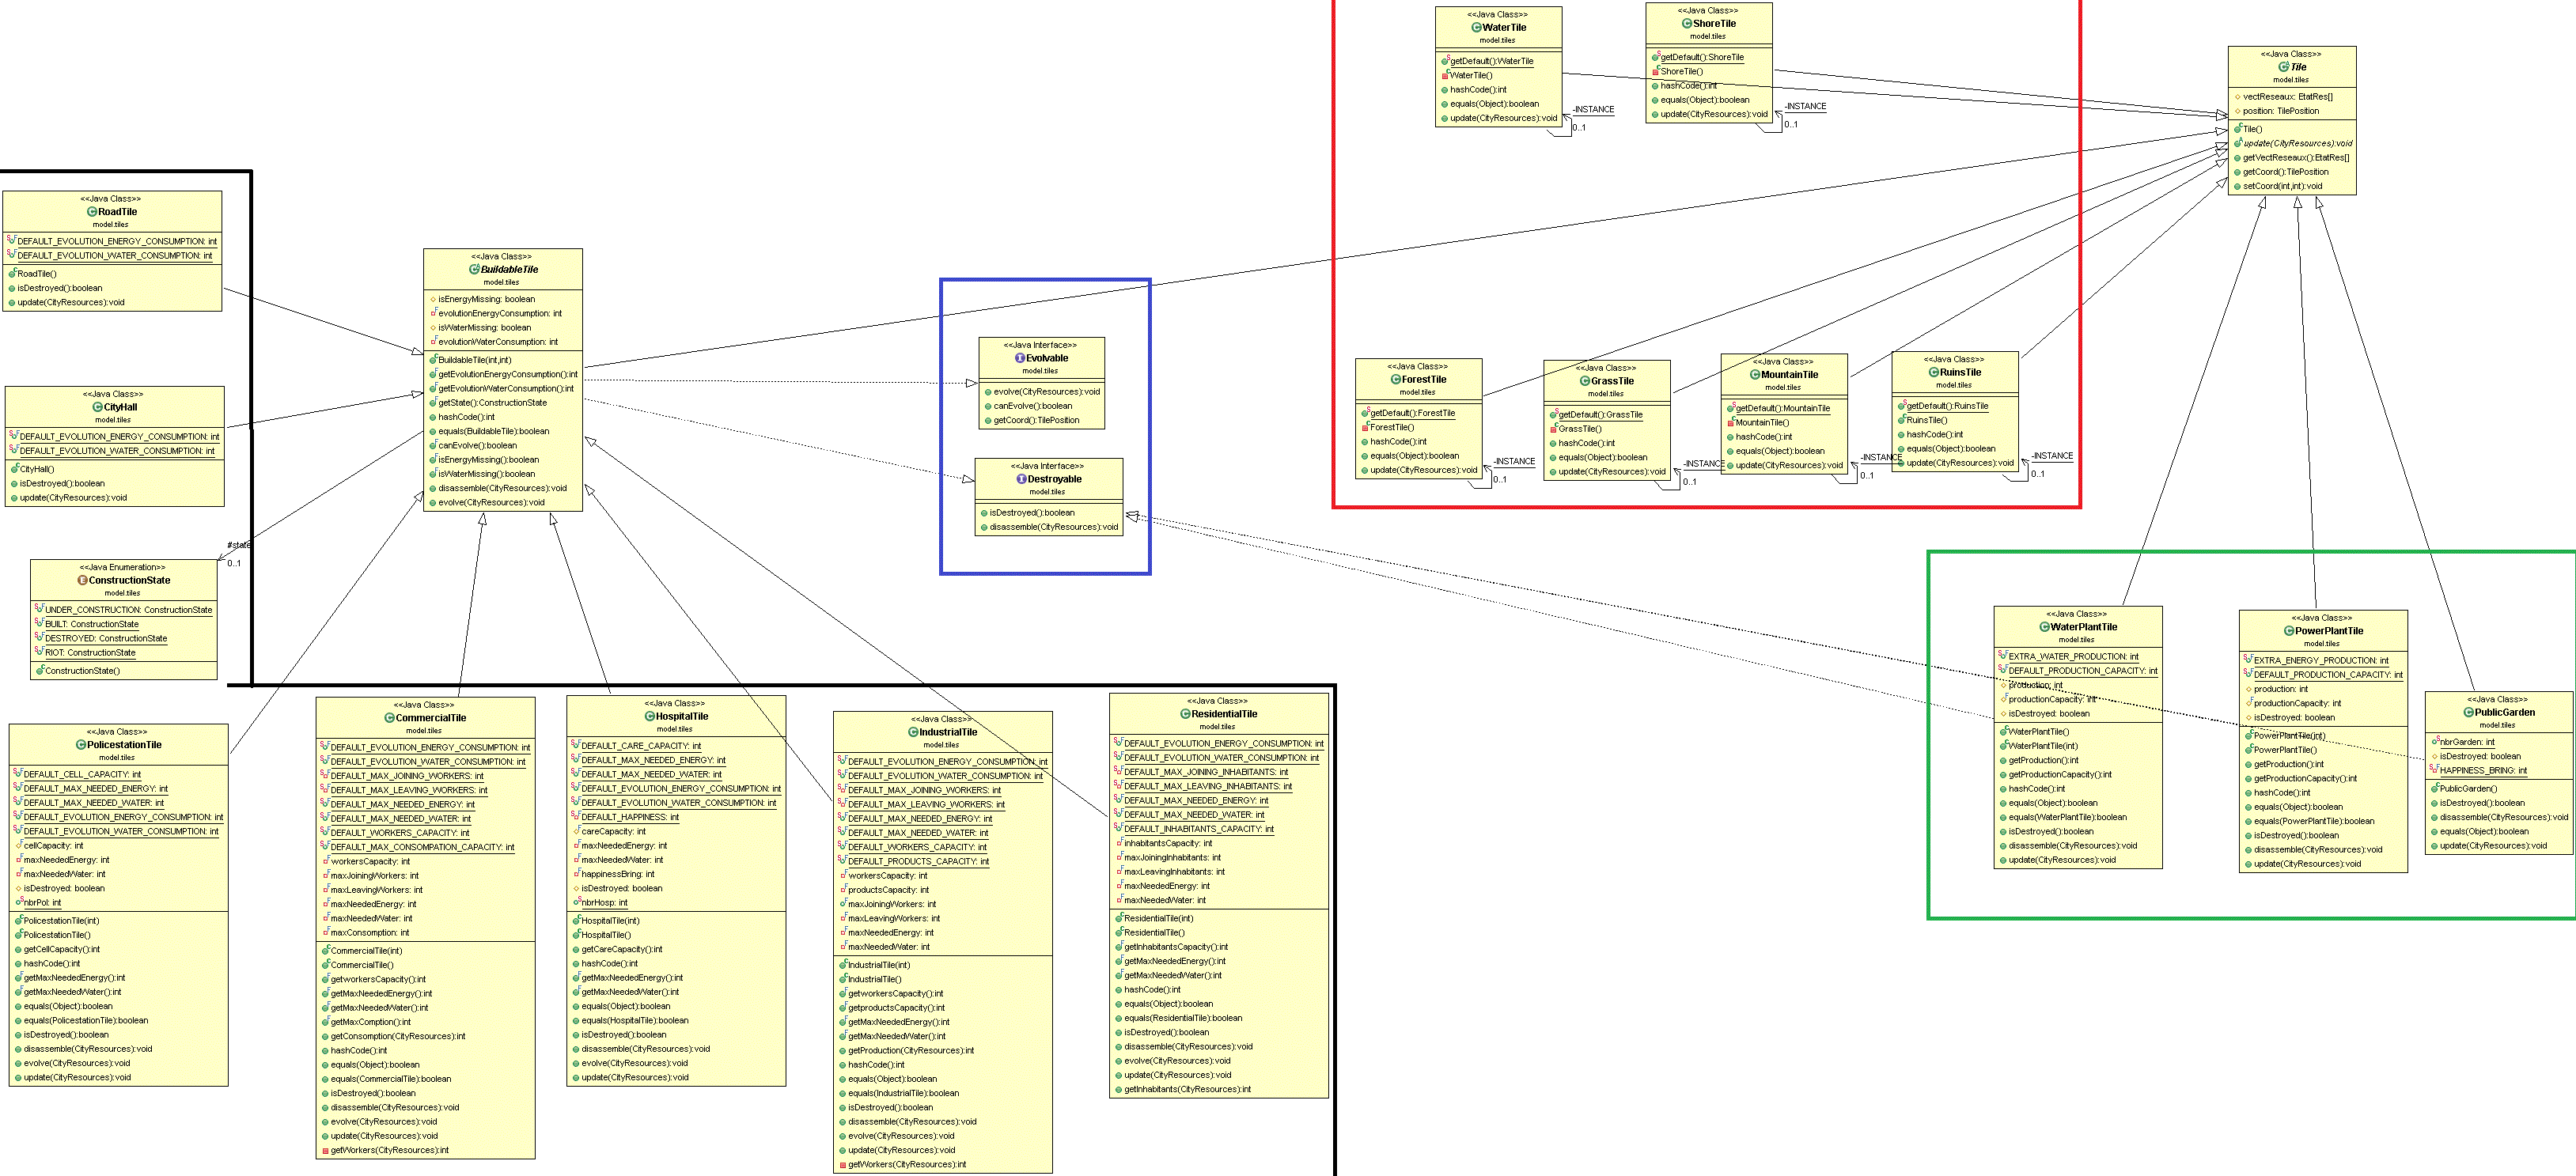 <<Java Class>>
WaterTile
model.tiles
getDefault():WaterTile
WaterTile()
hashCode():int
equals(Object):boolean
update(CityResources):void
-INSTANCE
0..1
<<Java Class>>
ShoreTile
model.tiles
getDefault():ShoreTile
ShoreTile()
hashCode():int
equals(Object):boolean
update(CityResources):void
-INSTANCE
0..1
<<Java Class>>
Tile
model.tiles
vectReseaux: EtatRes[]
position: TilePosition
Tile()
update(CityResources):void
getVectReseaux():EtatRes[]
getCoord():TilePosition
setCoord(int,int):void
<<Java Class>>
RoadTile
model.tiles
DEFAULT_EVOLUTION_ENERGY_CONSUMPTION: int
DEFAULT_EVOLUTION_WATER_CONSUMPTION: int
RoadTile()
isDestroyed():boolean
update(CityResources):void
<<Java Class>>
BuildableTile
model.tiles
isEnergyMissing: boolean
evolutionEnergyConsumption: int
isWaterMissing: boolean
evolutionWaterConsumption: int
BuildableTile(int,int)
getEvolutionEnergyConsumption():int
getEvolutionWaterConsumption():int
getState():ConstructionState
hashCode():int
equals(BuildableTile):boolean
canEvolve():boolean
isEnergyMissing():boolean
isWaterMissing():boolean
disassemble(CityResources):void
evolve(CityResources):void
<<Java Interface>>
Evolvable
model.tiles
evolve(CityResources):void
canEvolve():boolean
getCoord():TilePosition
<<Java Interface>>
Destroyable
model.tiles
isDestroyed():boolean
disassemble(CityResources):void
<<Java Class>>
ForestTile
model.tiles
getDefault():ForestTile
ForestTile()
hashCode():int
equals(Object):boolean
update(CityResources):void
-INSTANCE
0..1
<<Java Class>>
GrassTile
model.tiles
getDefault():GrassTile
GrassTile()
hashCode():int
equals(Object):boolean
update(CityResources):void
-INSTANCE
0..1
<<Java Class>>
MountainTile
model.tiles
getDefault():MountainTile
MountainTile()
hashCode():int
equals(Object):boolean
update(CityResources):void
-INSTANCE
0..1
<<Java Class>>
RuinsTile
model.tiles
getDefault():RuinsTile
RuinsTile()
hashCode():int
equals(Object):boolean
update(CityResources):void
-INSTANCE
0..1
<<Java Class>>
CityHall
model.tiles
DEFAULT_EVOLUTION_ENERGY_CONSUMPTION: int
DEFAULT_EVOLUTION_WATER_CONSUMPTION: int
CityHall()
isDestroyed():boolean
update(CityResources):void
#state
0..1
<<Java Enumeration>>
ConstructionState
model.tiles
UNDER_CONSTRUCTION: ConstructionState
BUILT: ConstructionState
DESTROYED: ConstructionState
RIOT: ConstructionState
ConstructionState()
<<Java Class>>
WaterPlantTile
model.tiles
EXTRA_WATER_PRODUCTION: int
DEFAULT_PRODUCTION_CAPACITY: int
production: int
productionCapacity: int
isDestroyed: boolean
WaterPlantTile()
WaterPlantTile(int)
getProduction():int
getProductionCapacity():int
hashCode():int
equals(Object):boolean
equals(WaterPlantTile):boolean
isDestroyed():boolean
disassemble(CityResources):void
update(CityResources):void
<<Java Class>>
PowerPlantTile
model.tiles
EXTRA_ENERGY_PRODUCTION: int
DEFAULT_PRODUCTION_CAPACITY: int
production: int
productionCapacity: int
isDestroyed: boolean
PowerPlantTile(int)
PowerPlantTile()
getProduction():int
getProductionCapacity():int
hashCode():int
equals(Object):boolean
equals(PowerPlantTile):boolean
isDestroyed():boolean
disassemble(CityResources):void
update(CityResources):void
<<Java Class>>
PublicGarden
model.tiles
nbrGarden: int
isDestroyed: boolean
HAPPINESS_BRING: int
PublicGarden()
isDestroyed():boolean
disassemble(CityResources):void
equals(Object):boolean
update(CityResources):void
<<Java Class>>
PolicestationTile
model.tiles
DEFAULT_CELL_CAPACITY: int
DEFAULT_MAX_NEEDED_ENERGY: int
DEFAULT_MAX_NEEDED_WATER: int
DEFAULT_EVOLUTION_ENERGY_CONSUMPTION: int
DEFAULT_EVOLUTION_WATER_CONSUMPTION: int
cellCapacity: int
maxNeededEnergy: int
maxNeededWater: int
isDestroyed: boolean
nbrPol: int
PolicestationTile(int)
PolicestationTile()
getCellCapacity():int
hashCode():int
getMaxNeededEnergy():int
getMaxNeededWater():int
equals(Object):boolean
equals(PolicestationTile):boolean
isDestroyed():boolean
disassemble(CityResources):void
evolve(CityResources):void
update(CityResources):void
<<Java Class>>
CommercialTile
model.tiles
DEFAULT_EVOLUTION_ENERGY_CONSUMPTION: int
DEFAULT_EVOLUTION_WATER_CONSUMPTION: int
DEFAULT_MAX_JOINING_WORKERS: int
DEFAULT_MAX_LEAVING_WORKERS: int
DEFAULT_MAX_NEEDED_ENERGY: int
DEFAULT_MAX_NEEDED_WATER: int
DEFAULT_WORKERS_CAPACITY: int
DEFAULT_MAX_CONSOMPATION_CAPACITY: int
workersCapacity: int
maxJoiningWorkers: int
maxLeavingWorkers: int
maxNeededEnergy: int
maxNeededWater: int
maxConsomption: int
CommercialTile(int)
CommercialTile()
getworkersCapacity():int
getMaxNeededEnergy():int
getMaxNeededWater():int
getMaxComption():int
getConsomption(CityResources):int
hashCode():int
equals(Object):boolean
equals(CommercialTile):boolean
isDestroyed():boolean
disassemble(CityResources):void
evolve(CityResources):void
update(CityResources):void
getWorkers(CityResources):int
<<Java Class>>
HospitalTile
model.tiles
DEFAULT_CARE_CAPACITY: int
DEFAULT_MAX_NEEDED_ENERGY: int
DEFAULT_MAX_NEEDED_WATER: int
DEFAULT_EVOLUTION_ENERGY_CONSUMPTION: int
DEFAULT_EVOLUTION_WATER_CONSUMPTION: int
DEFAULT_HAPPINESS: int
careCapacity: int
maxNeededEnergy: int
maxNeededWater: int
happinessBring: int
isDestroyed: boolean
nbrHosp: int
HospitalTile(int)
HospitalTile()
getCareCapacity():int
hashCode():int
getMaxNeededEnergy():int
getMaxNeededWater():int
equals(Object):boolean
equals(HospitalTile):boolean
isDestroyed():boolean
disassemble(CityResources):void
evolve(CityResources):void
update(CityResources):void
<<Java Class>>
IndustrialTile
model.tiles
DEFAULT_EVOLUTION_ENERGY_CONSUMPTION: int
DEFAULT_EVOLUTION_WATER_CONSUMPTION: int
DEFAULT_MAX_JOINING_WORKERS: int
DEFAULT_MAX_LEAVING_WORKERS: int
DEFAULT_MAX_NEEDED_ENERGY: int
DEFAULT_MAX_NEEDED_WATER: int
DEFAULT_WORKERS_CAPACITY: int
DEFAULT_PRODUCTS_CAPACITY: int
workersCapacity: int
productsCapacity: int
maxJoiningWorkers: int
maxLeavingWorkers: int
maxNeededEnergy: int
maxNeededWater: int
IndustrialTile(int)
IndustrialTile()
getworkersCapacity():int
getproductsCapacity():int
getMaxNeededEnergy():int
getMaxNeededWater():int
getProduction(CityResources):int
hashCode():int
equals(Object):boolean
equals(IndustrialTile):boolean
isDestroyed():boolean
disassemble(CityResources):void
evolve(CityResources):void
update(CityResources):void
getWorkers(CityResources):int
<<Java Class>>
ResidentialTile
model.tiles
DEFAULT_EVOLUTION_ENERGY_CONSUMPTION: int
DEFAULT_EVOLUTION_WATER_CONSUMPTION: int
DEFAULT_MAX_JOINING_INHABITANTS: int
DEFAULT_MAX_LEAVING_INHABITANTS: int
DEFAULT_MAX_NEEDED_ENERGY: int
DEFAULT_MAX_NEEDED_WATER: int
DEFAULT_INHABITANTS_CAPACITY: int
inhabitantsCapacity: int
maxJoiningInhabitants: int
maxLeavingInhabitants: int
maxNeededEnergy: int
maxNeededWater: int
ResidentialTile(int)
ResidentialTile()
getInhabitantsCapacity():int
getMaxNeededEnergy():int
getMaxNeededWater():int
hashCode():int
equals(Object):boolean
equals(ResidentialTile):boolean
isDestroyed():boolean
disassemble(CityResources):void
evolve(CityResources):void
update(CityResources):void
getInhabitants(CityResources):int